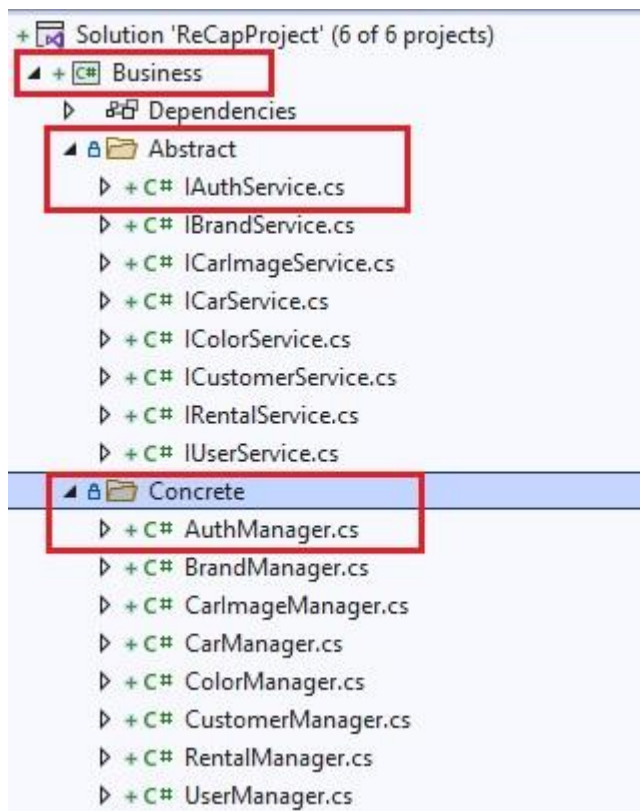 Solution 'ReCapProject' (6 of 6 projects)
C# Business
Dependencies
Abstract
C# IAuthService.cs
C# IBrandService.cs
C# ICarImageService.cs
C# ICarService.cs
C# IColorService.cs
C# ICustomerService.cs
C# IRentalService.cs
C# IUserService.cs
Concrete
C# AuthManager.cs
C# BrandManager.cs
C# CarImageManager.cs
C# CarManager.cs
C# ColorManager.cs
C# CustomerManager.cs
C# RentalManager.cs
C# UserManager.cs